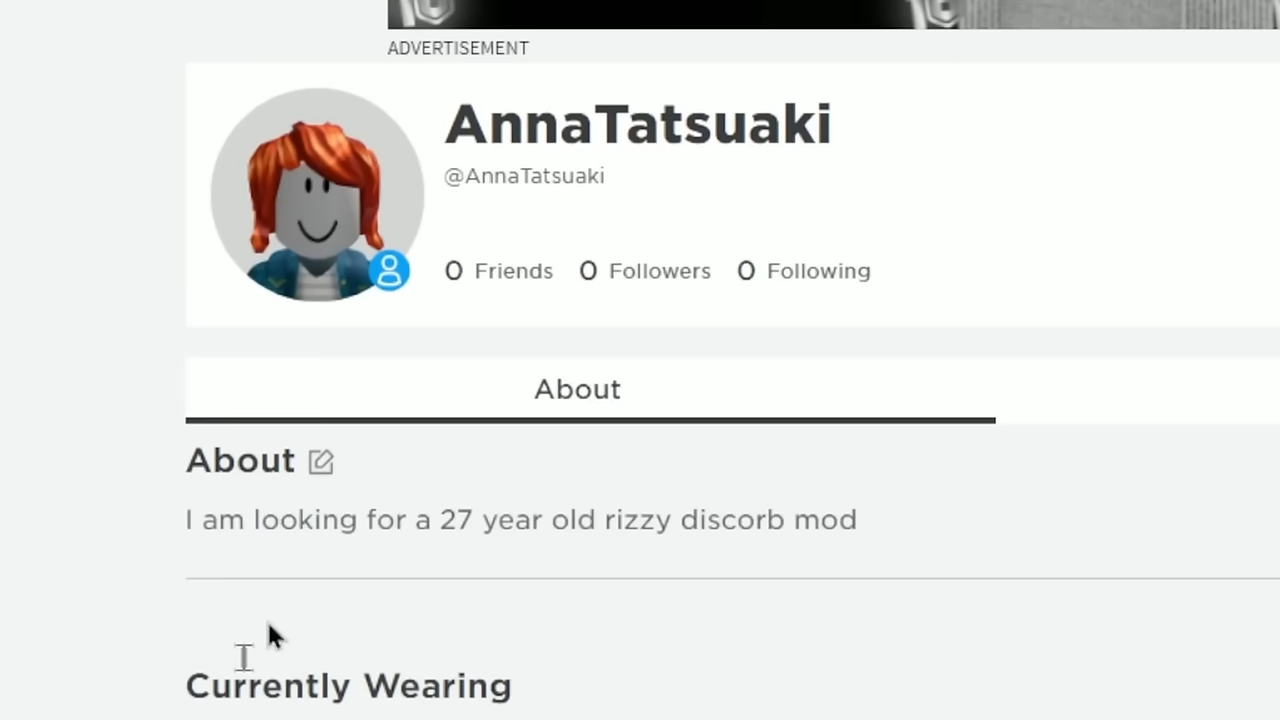 ADVERTISEMENT
AnnaTatsuaki
@AnnaTatsuaki
0 Friends 0 Followers 0 Following
About
About
I am looking for a 27 year old rizzy discorb mod
Currently Wearing